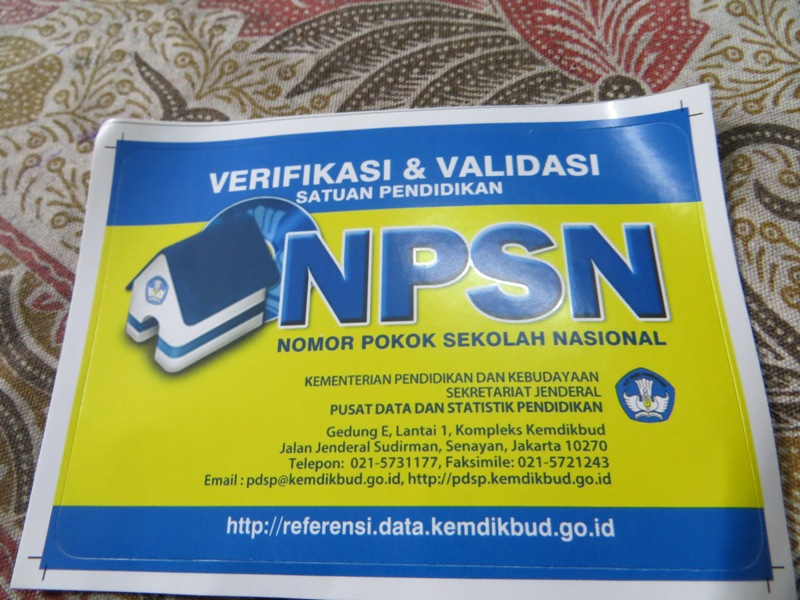 VERIFIKASI & VALIDASI
SATUAN PENDIDIKAN
NPSN
NOMOR POKOK SEKOLAH NASIONAL
KEMENTERIAN PENDIDIKAN DAN KEBUDAYAAN
SEKRETARIAT JENDERAL
PUSAT DATA DAN STATISTIK PENDIDIKAN
Gedung E, Lantai 1, Kompleks Kemdikbud
Jalan Jenderal Sudirman, Senayan, Jakarta 10270
Telepon: 021-5731177, Faksimile: 021-5721243
Email : pdsp@kemdikbud.go.id, http://pdsp.kemdikbud.go.id
http://referensi.data.kemdikbud.go.id